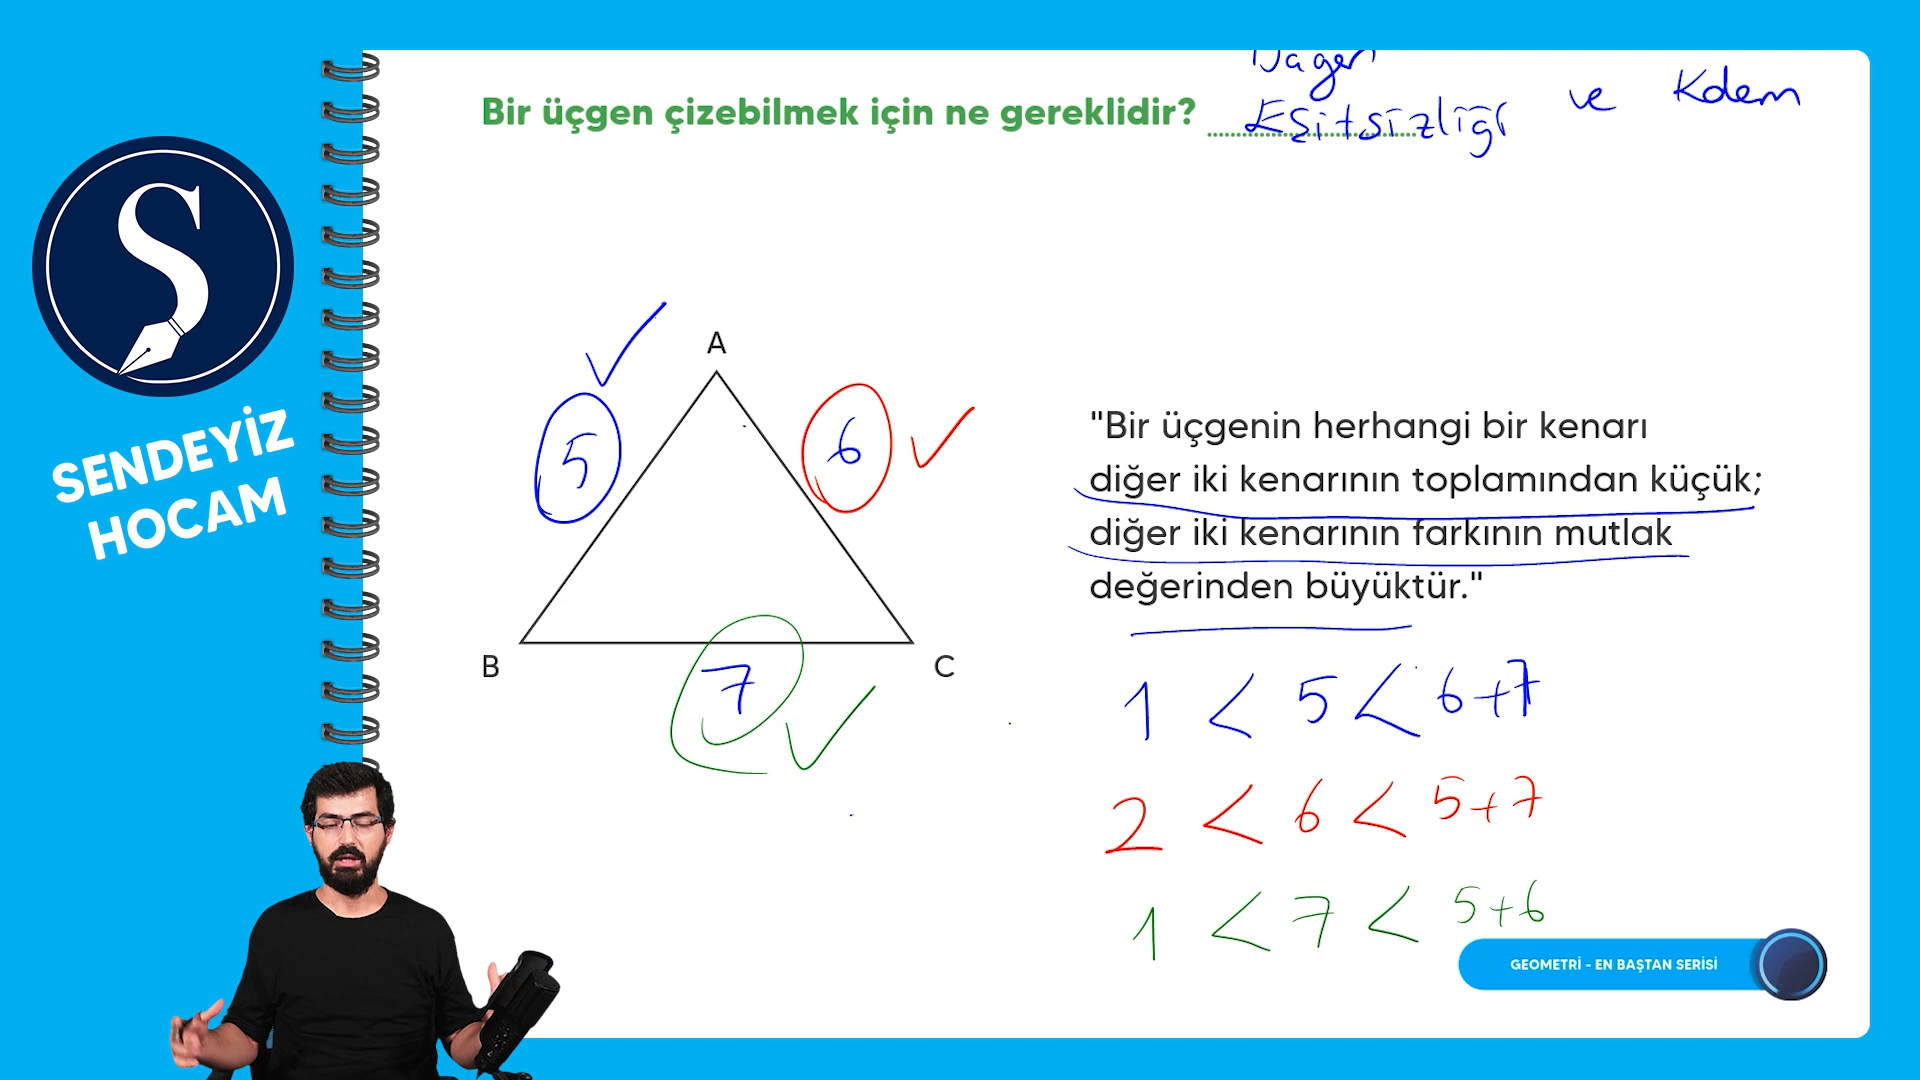 Bir üçgen çizebilmek için ne gereklidir?
Eşitsizliği ve Kalem
S
SENDEYİZ
HOCAM
A
5
6
B
7
C
"Bir üçgenin herhangi bir kenarı
diğer iki kenarının toplamından küçük;
diğer iki kenarının farkının mutlak
değerinden büyüktür."
1 < 5 < 6+7
2 < 6 < 5+7
1 < 7 < 5+6
GEOMETRİ - EN BAŞTAN SERİSİ